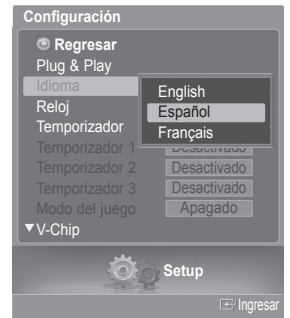 Configuración
Regresar
Plug & Play
Idioma
English
Español
Français
Reloj
Temporizador
Temporizador 1 Desactivado
Temporizador 2 Desactivado
Temporizador 3 Desactivado
Modo del juego Apagado
▼V-Chip
Setup
Ingresar